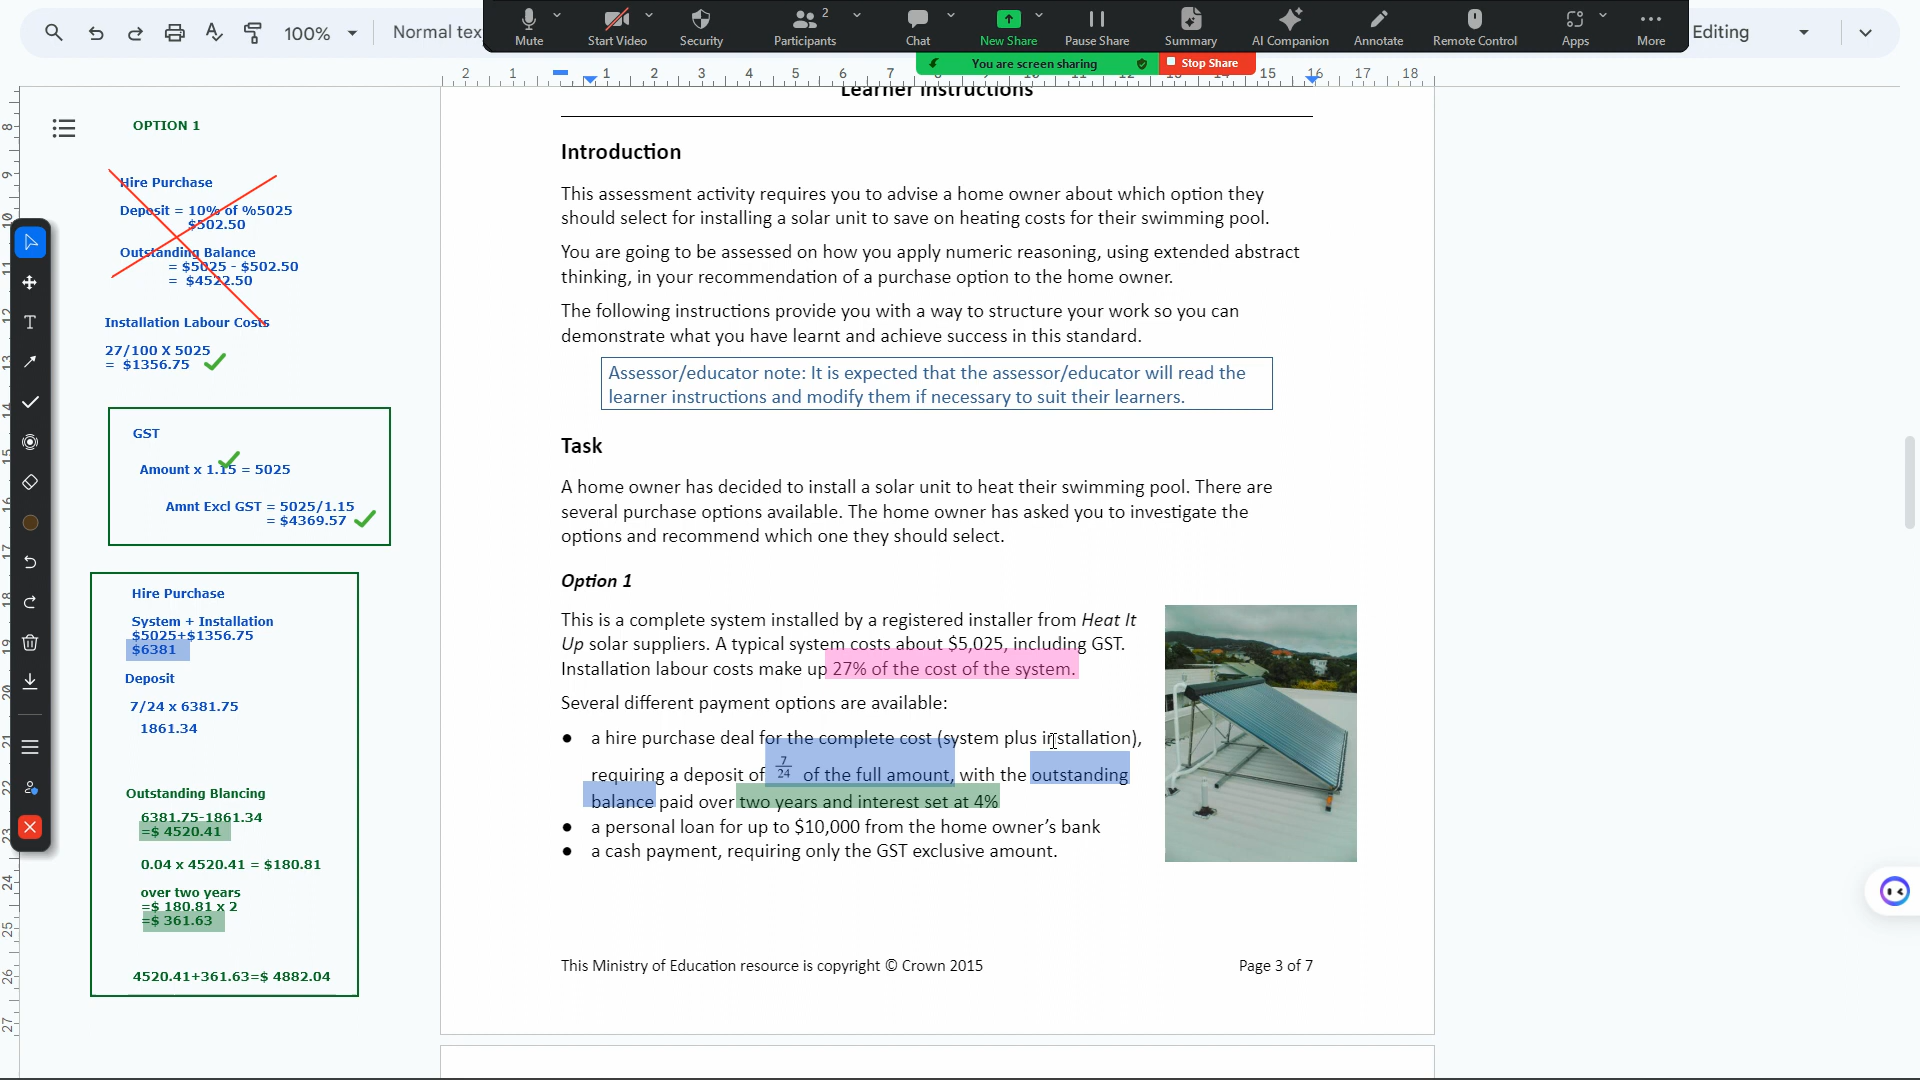 100%
Normal tex
Mute
Start Video
Security
2
Participants
Chat
New Share
Pause Share
Summary
AI Companion
Annotate
Remote Control
Apps
More
Editing
You are screen sharing
Stop Share
2 1 1 2 3 4 5 6 7 15 16 17 18
OPTION 1
Hire Purchase
Deposit = 10% of %5025
$502.50
Outstanding Balance
= $5025 - $502.50
= $4522.50
Installation Labour Costs
27/100 X 5025
= $1356.75
GST
Amount x 1.15 = 5025
Amnt Excl GST = 5025/1.15
= $4369.57
Hire Purchase
System + Installation
$5025+$1356.75
$6381
Deposit
7/24 x 6381.75
1861.34
Outstanding Blancing
6381.75-1861.34
=$ 4520.41
0.04 x 4520.41 = $180.81
over two years
=$ 180.81 x 2
=$ 361.63
4520.41+361.63=$ 4882.04
Learner instructions
Introduction
This assessment activity requires you to advise a home owner about which option they
should select for installing a solar unit to save on heating costs for their swimming pool.
You are going to be assessed on how you apply numeric reasoning, using extended abstract
thinking, in your recommendation of a purchase option to the home owner.
The following instructions provide you with a way to structure your work so you can
demonstrate what you have learnt and achieve success in this standard.
Assessor/educator note: It is expected that the assessor/educator will read the
learner instructions and modify them if necessary to suit their learners.
Task
A home owner has decided to install a solar unit to heat their swimming pool. There are
several purchase options available. The home owner has asked you to investigate the
options and recommend which one they should select.
Option 1
This is a complete system installed by a registered installer from Heat It
Up solar suppliers. A typical system costs about $5,025, including GST.
Installation labour costs make up 27% of the cost of the system.
Several different payment options are available:
● a hire purchase deal for the complete cost (system plus installation),
requiring a deposit of 7/24 of the full amount, with the outstanding
balance paid over two years and interest set at 4%
● a personal loan for up to $10,000 from the home owner's bank
● a cash payment, requiring only the GST exclusive amount.
This Ministry of Education resource is copyright © Crown 2015
Page 3 of 7